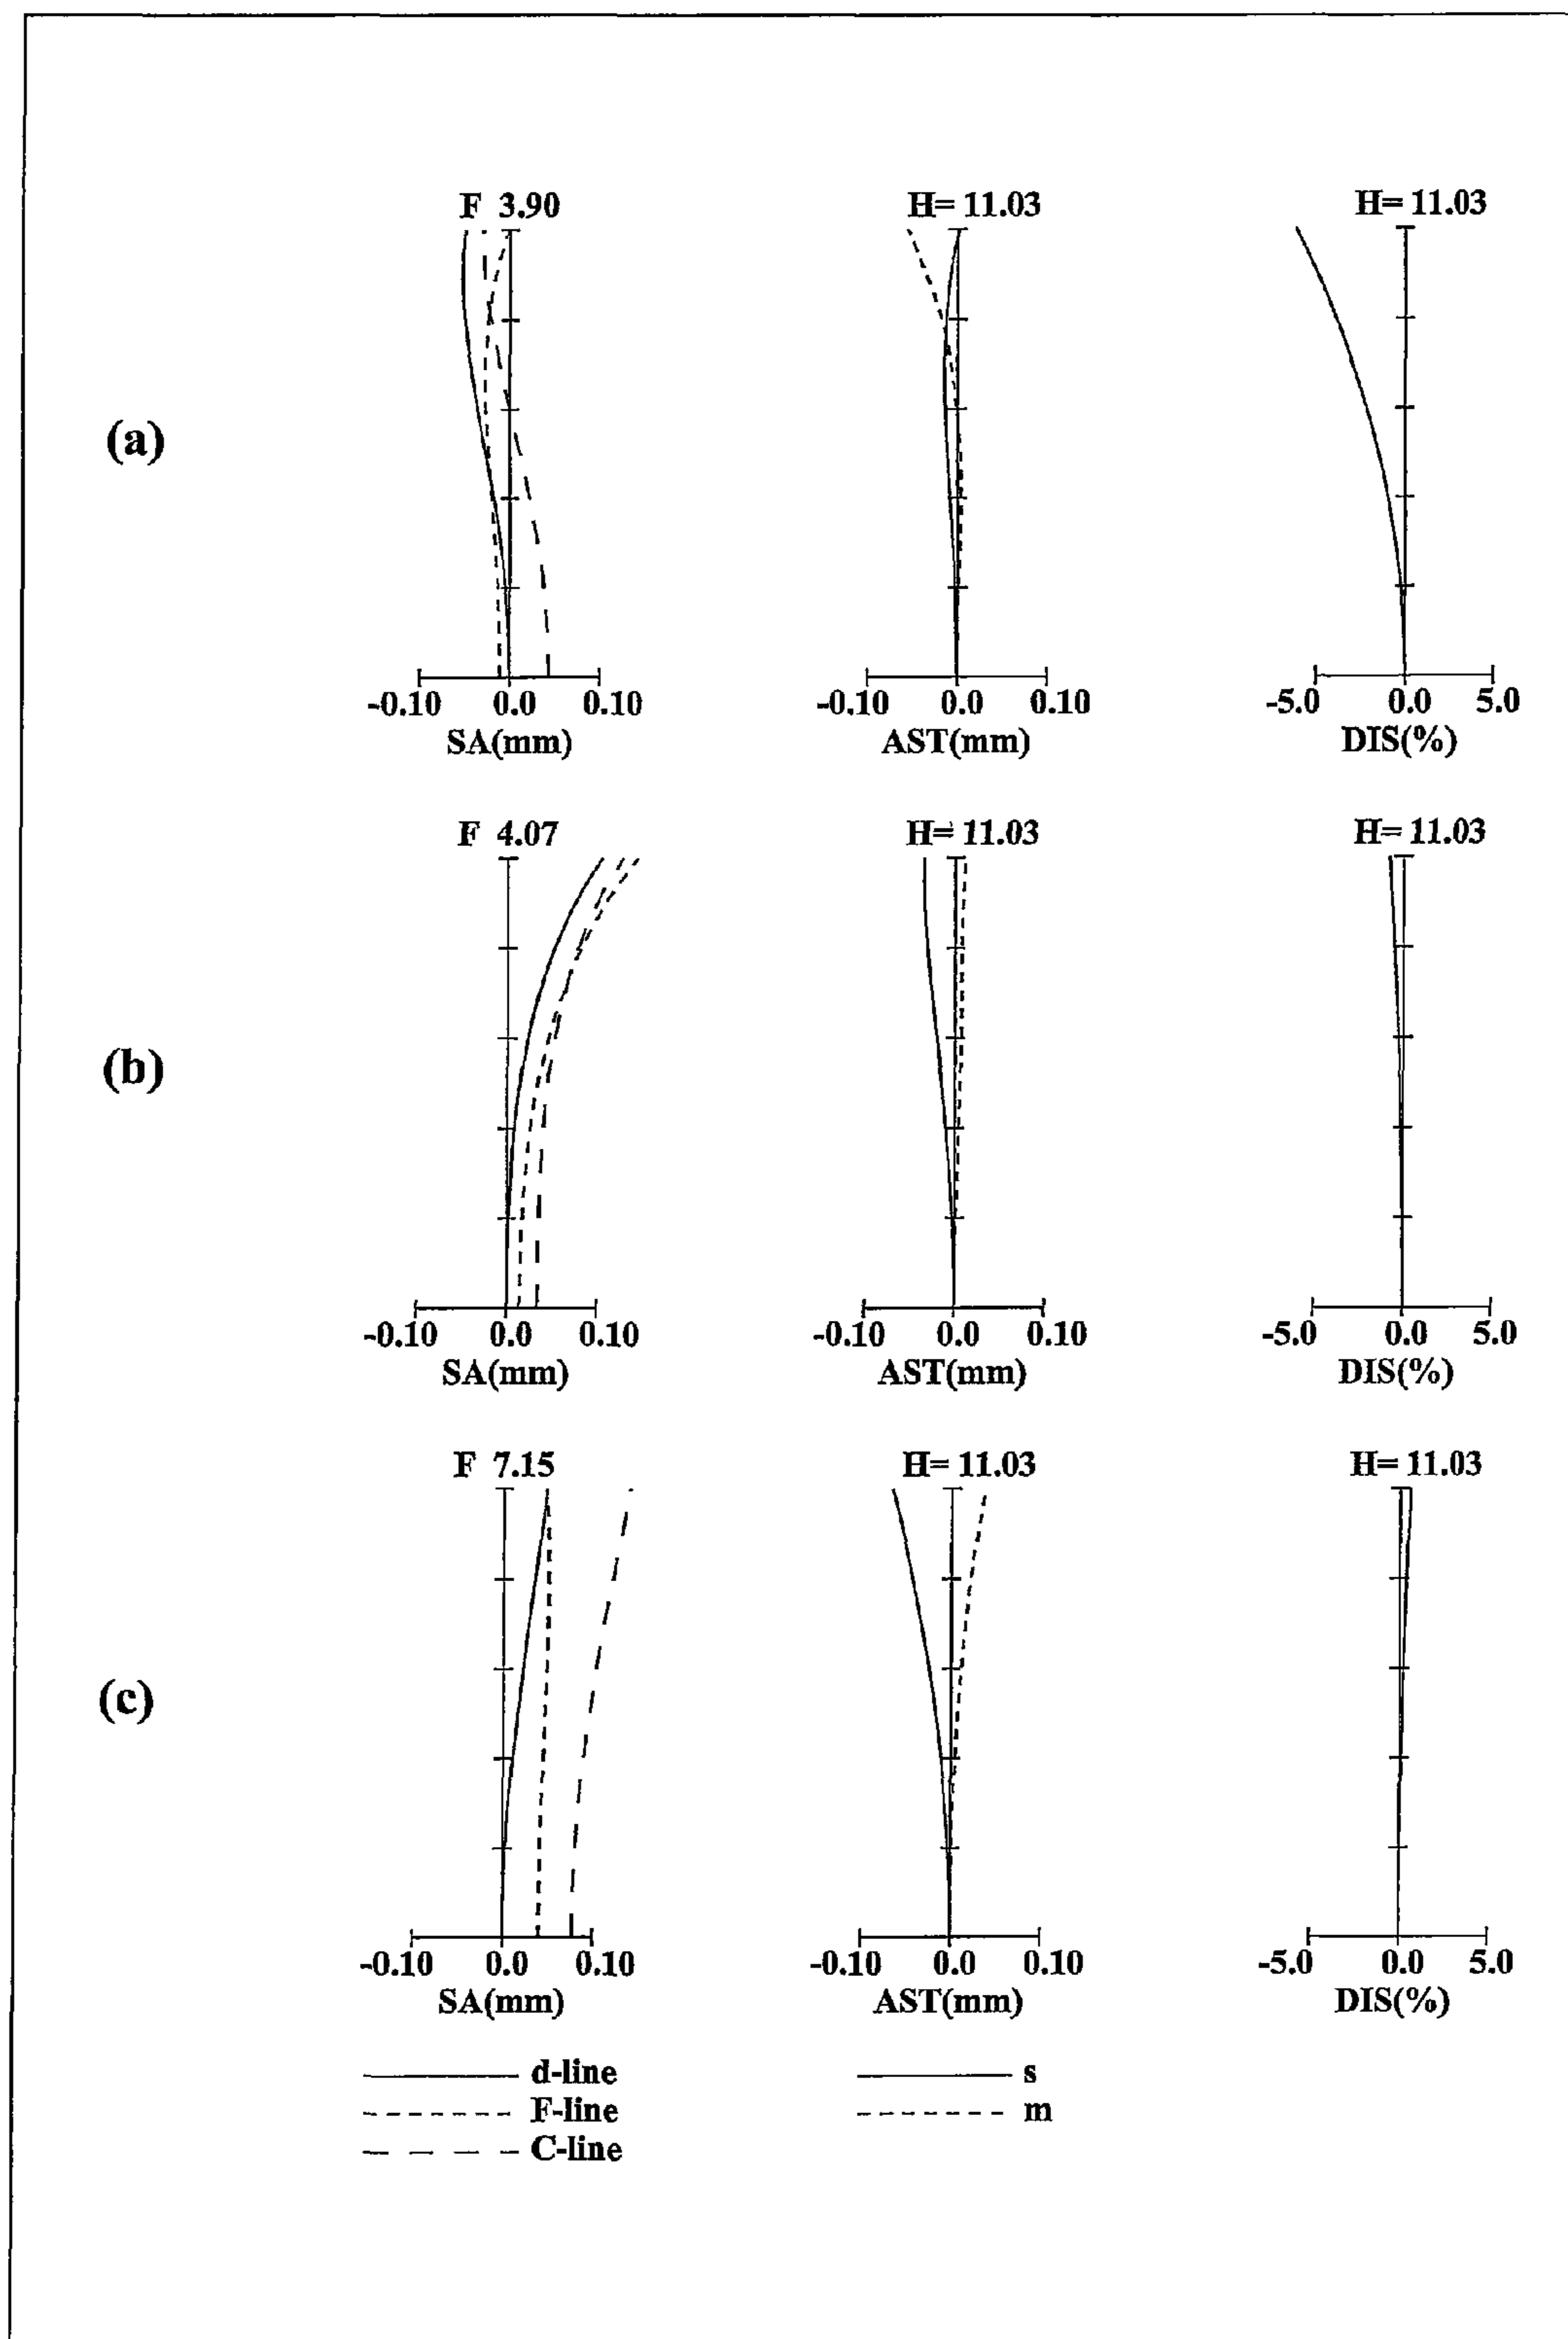 F 3.90 H= 11.03 H= 11.03
(a)
-0.10 0.0 0.10 -0.10 0.0 0.10 -5.0 0.0 5.0
SA(mm) AST(mm) DIS(%)
F 4.07 H= 11.03 H= 11.03
(b)
-0.10 0.0 0.10 -0.10 0.0 0.10 -5.0 0.0 5.0
SA(mm) AST(mm) DIS(%)
F 7.15 H= 11.03 H= 11.03
(c)
-0.10 0.0 0.10 -0.10 0.0 0.10 -5.0 0.0 5.0
SA(mm) AST(mm) DIS(%)
d-line s
F-line m
C-line